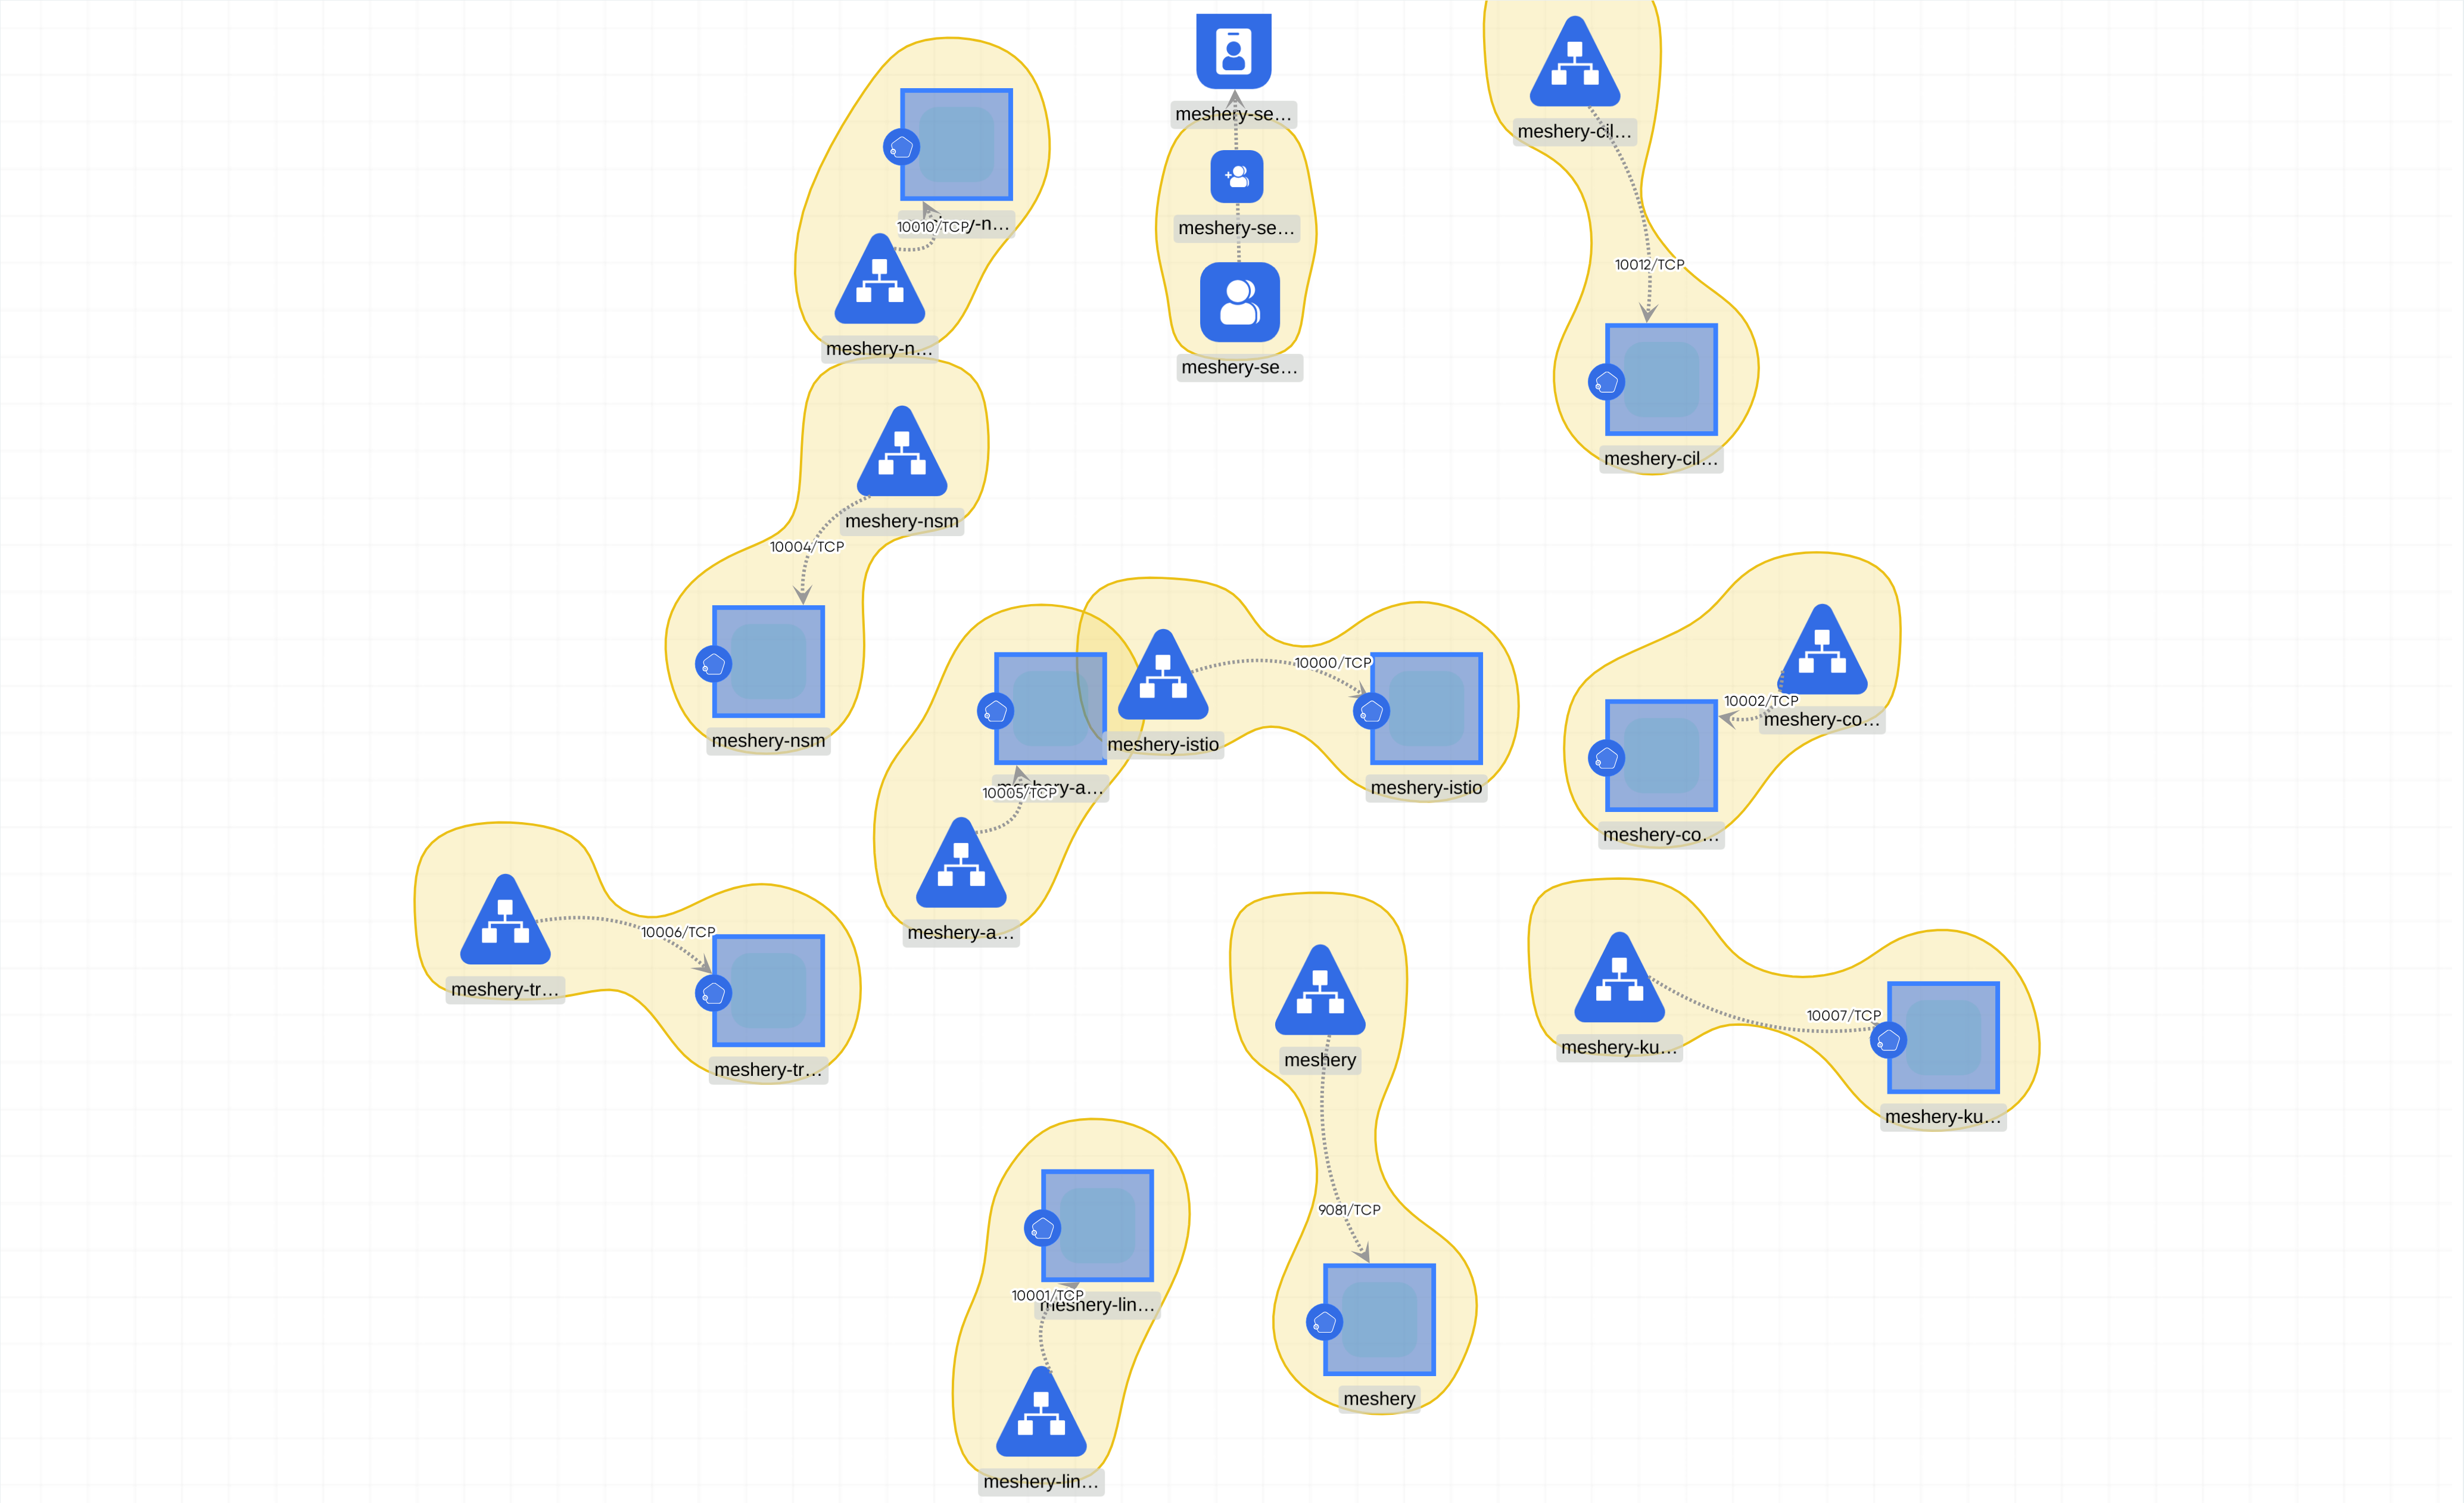 meshery-se…
meshery-cil…
10010/TCP
meshery-se…
10012/TCP
meshery-n…
meshery-se…
meshery-cil…
meshery-nsm
10004/TCP
10000/TCP
10002/TCP
meshery-co…
meshery-nsm
meshery-istio
meshery-a…
meshery-istio
10005/TCP
meshery-co…
10006/TCP
meshery-a…
meshery-tr…
10007/TCP
meshery-ku…
meshery
meshery-tr…
meshery-ku…
9081/TCP
10001/TCP
meshery-lin…
meshery
meshery-lin…